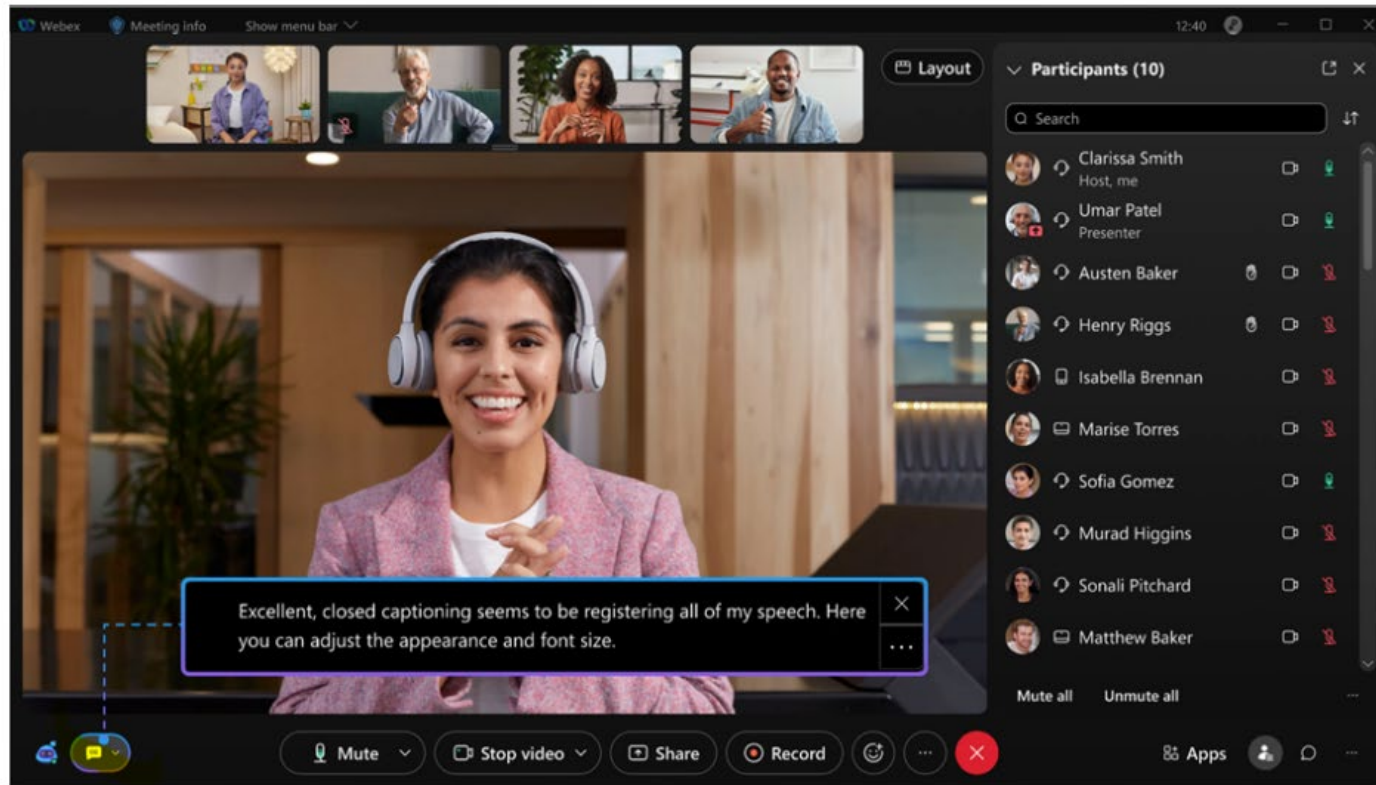 Webex Meeting info Show menu bar 12:40
Layout
Participants (10)
Search
Clarissa Smith
Host, me
Umar Patel
Presenter
Austen Baker
Henry Riggs
Isabella Brennan
Marise Torres
Sofia Gomez
Murad Higgins
Sonali Pitchard
Matthew Baker
Mute all Unmute all
Excellent, closed captioning seems to be registering all of my speech. Here
you can adjust the appearance and font size.
Mute Stop video Share Record Apps